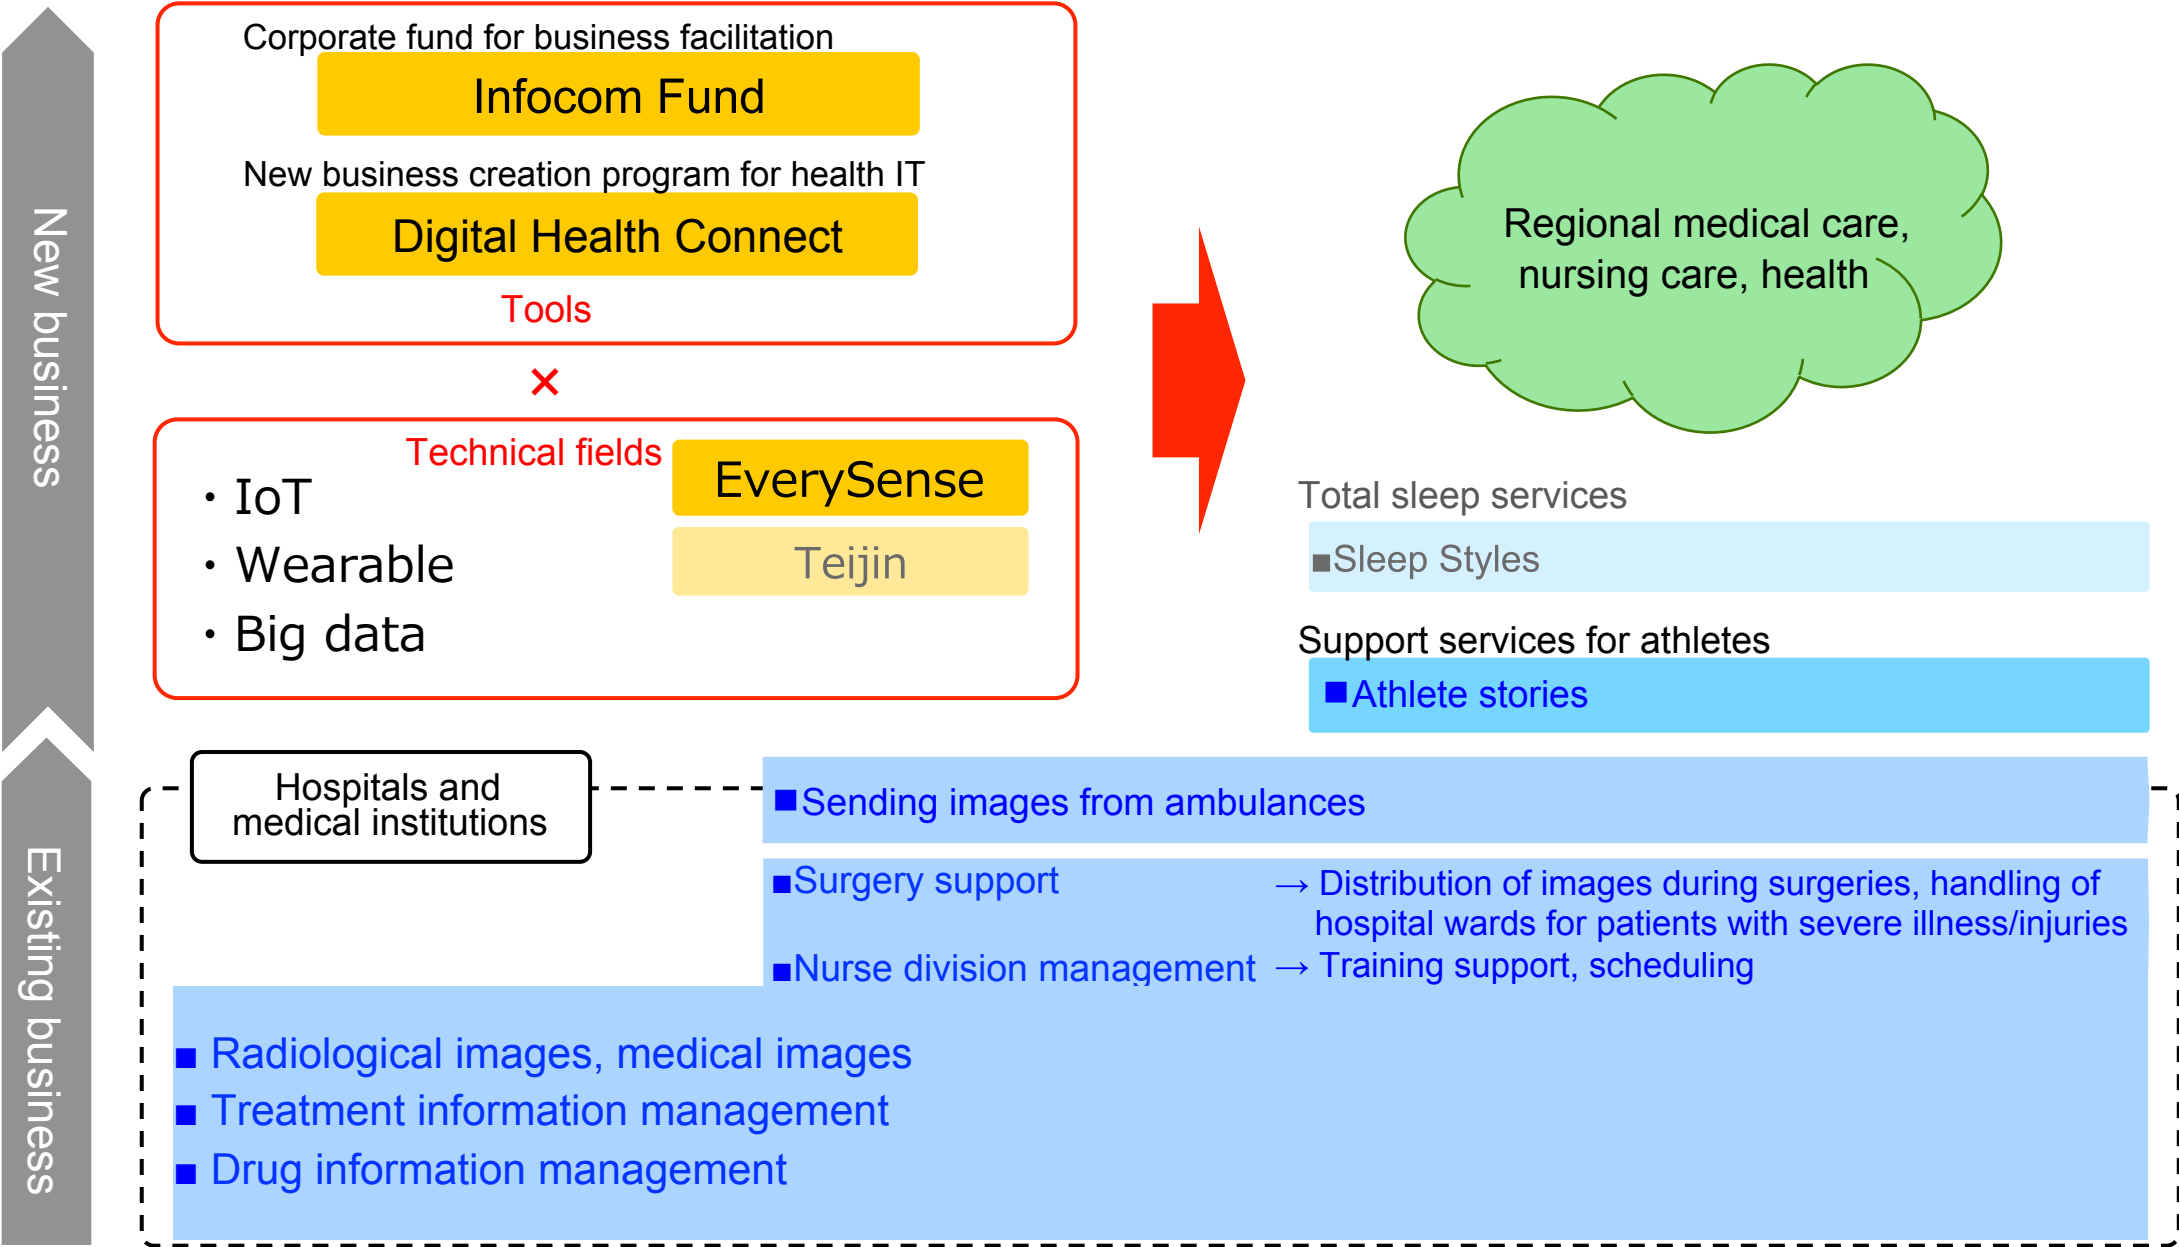 New business
Corporate fund for business facilitation
Infocom Fund
New business creation program for health IT
Digital Health Connect
Tools
×
Technical fields
・IoT
・Wearable
・Big data
EverySense
Teijin
Regional medical care,
nursing care, health
Total sleep services
■Sleep Styles
Support services for athletes
■Athlete stories
Existing business
Hospitals and
medical institutions
■Sending images from ambulances
■Surgery support → Distribution of images during surgeries, handling of
hospital wards for patients with severe illness/injuries
■Nurse division management → Training support, scheduling
■ Radiological images, medical images
■ Treatment information management
■ Drug information management